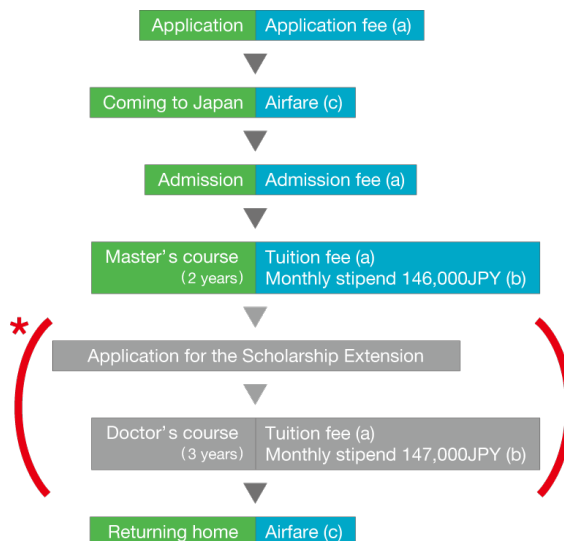 Application Application fee (a)
Coming to Japan Airfare (c)
Admission Admission fee (a)
Master's course Tuition fee (a)
(2 years) Monthly stipend 146,000JPY (b)
*
Application for the Scholarship Extension
Doctor's course Tuition fee (a)
(3 years) Monthly stipend 147,000JPY (b)
Returning home Airfare (c)